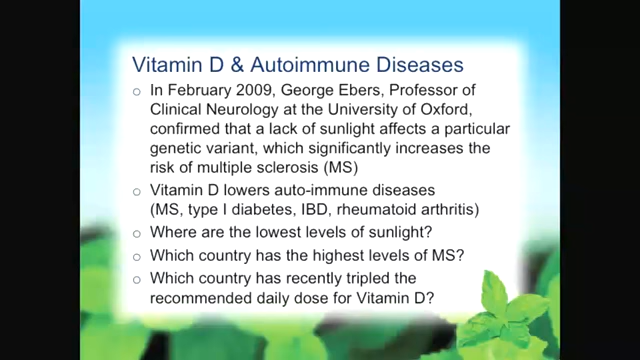 Vitamin D & Autoimmune Diseases
In February 2009, George Ebers, Professor of
Clinical Neurology at the University of Oxford,
confirmed that a lack of sunlight affects a particular
genetic variant, which significantly increases the
risk of multiple sclerosis (MS)
Vitamin D lowers auto-immune diseases
(MS, type I diabetes, IBD, rheumatoid arthritis)
Where are the lowest levels of sunlight?
Which country has the highest levels of MS?
Which country has recently tripled the
recommended daily dose for Vitamin D?